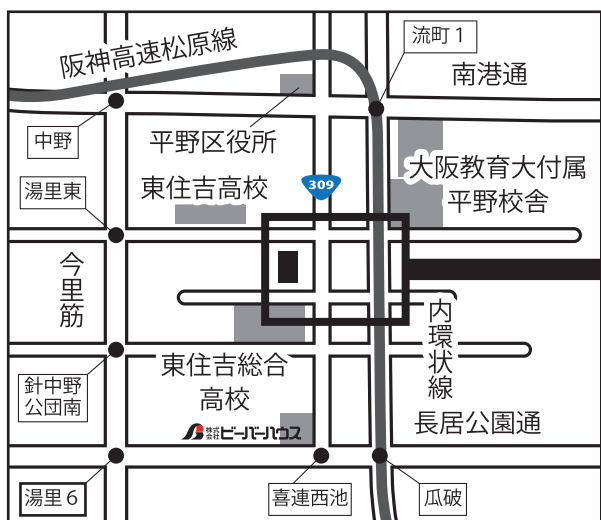 流町1
阪神高速松原線
南港通
中野
平野区役所
大阪教育大付属
平野校舎
湯里東
東住吉高校
309
今里筋
内環状線
東住吉総合
高校
針中野
公団南
長居公園通
株式会社ビーバーハウス
湯里6
喜連西池
瓜破